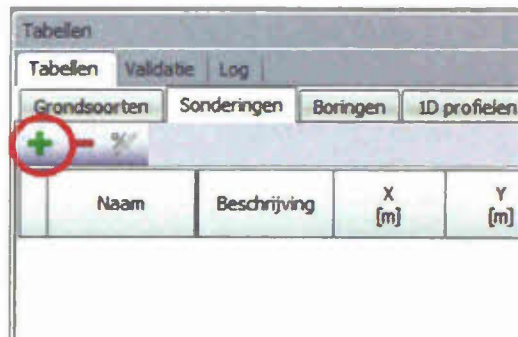 Tabellen
Tabellen Validatie Log
Grondsoorten Sonderingen Boringen 1D profielen
Naam Beschrijving X [m] Y [m]